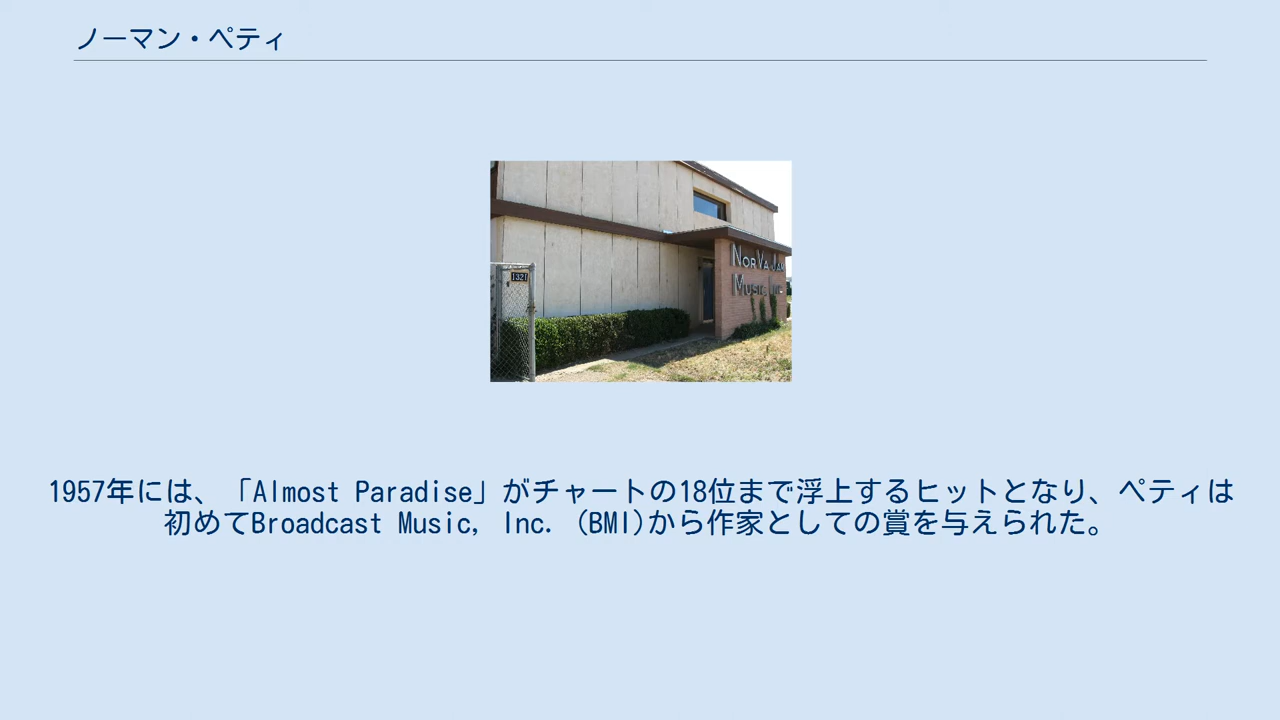 ノーマン・ペティ
1321
NORVAJAK
MUSIC INC
1957年には、「Almost Paradise」がチャートの18位まで浮上するヒットとなり、ペティは
初めてBroadcast Music, Inc. (BMI)から作家としての賞を与えられた。